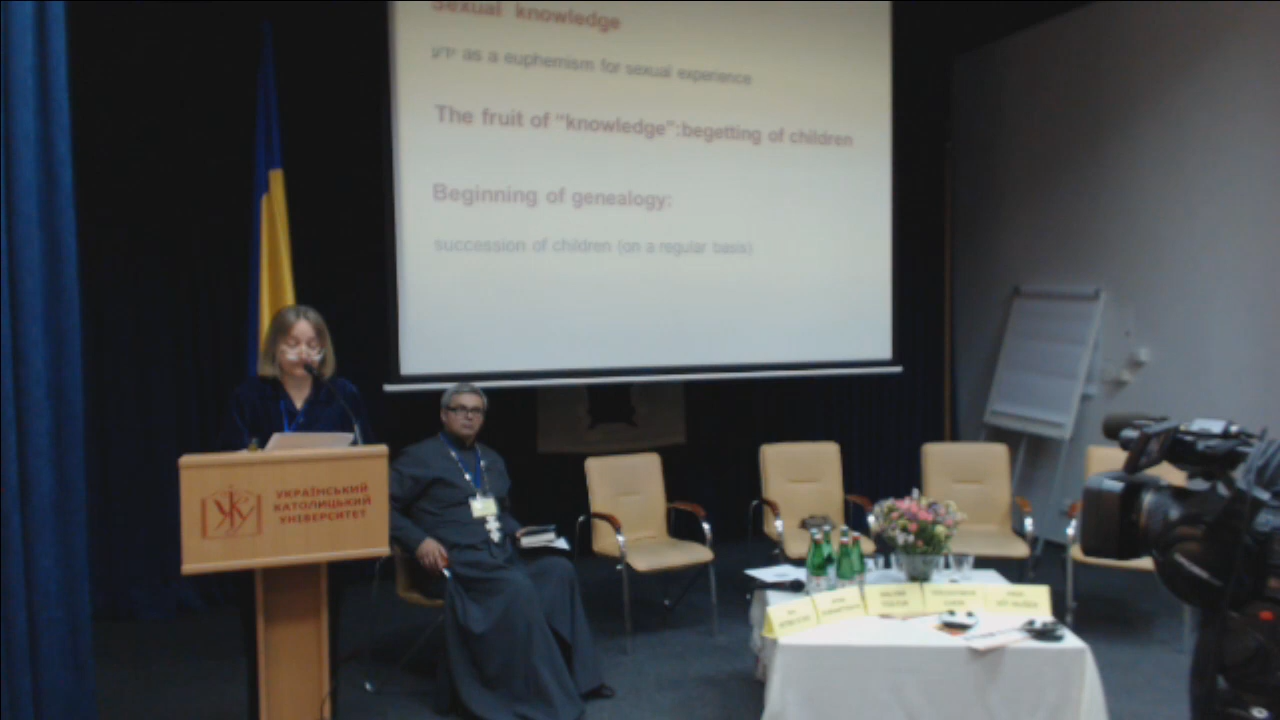 Sexual knowledge
ידע as a euphemism for sexual experience
The fruit of “knowledge”:begetting of children
Beginning of genealogy:
succession of children (on a regular basis)
УКРАЇНСЬКИЙ
КАТОЛИЦЬКИЙ
УНІВЕРСИТЕТ